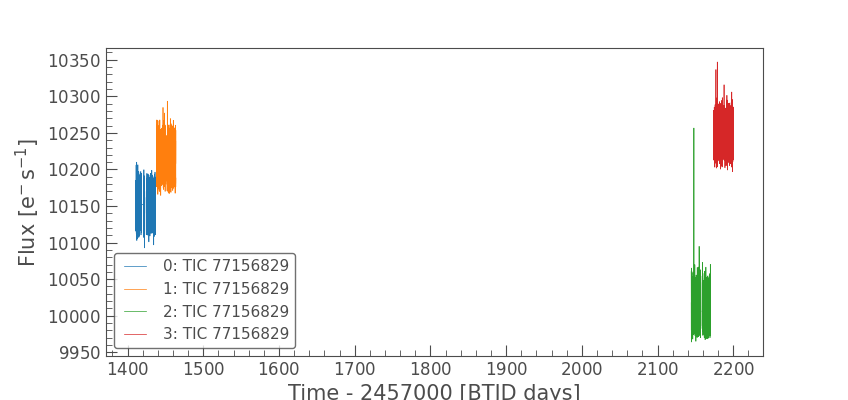 10350
10300
10250
10200
10150
10100
10050
10000
9950
Flux [e⁻ s⁻¹]
0: TIC 77156829
1: TIC 77156829
2: TIC 77156829
3: TIC 77156829
1400 1500 1600 1700 1800 1900 2000 2100 2200
Time - 2457000 [BTJD days]